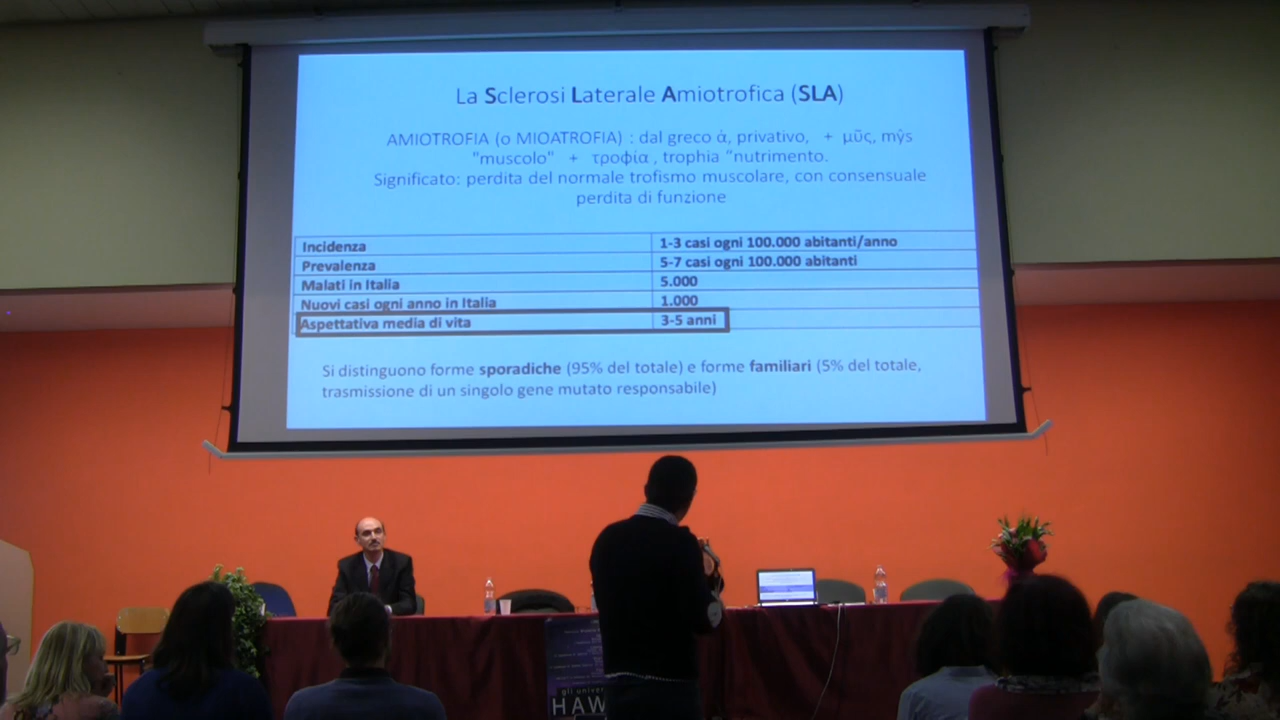 La Sclerosi Laterale Amiotrofica (SLA)
AMIOTROFIA (o MIOATROFIA) : dal greco ἀ, privativo, + μῦς, mŷs
"muscolo" + τροφία , trophia “nutrimento.
Significato: perdita del normale trofismo muscolare, con consensuale
perdita di funzione
Incidenza 1-3 casi ogni 100.000 abitanti/anno
Prevalenza 5-7 casi ogni 100.000 abitanti
Malati in Italia 5.000
Nuovi casi ogni anno in Italia 1.000
Aspettativa media di vita 3-5 anni
Si distinguono forme sporadiche (95% del totale) e forme familiari (5% del totale,
trasmissione di un singolo gene mutato responsabile)
gli univer
HAW